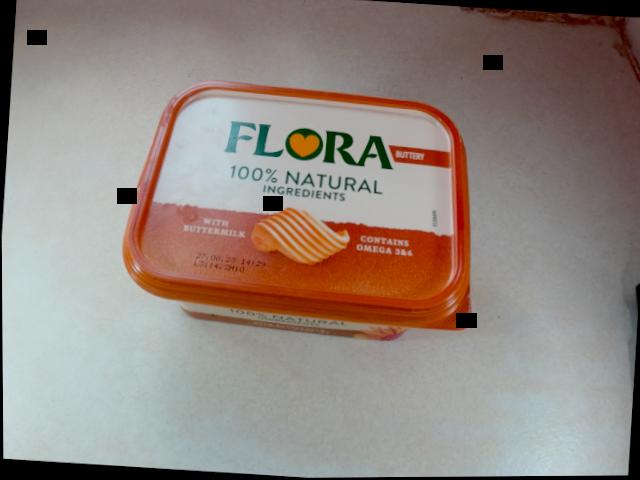 FLORA
BUTTERY
100% NATURAL
INGREDIENTS
WITH
BUTTERMILK
CONTAINS
OMEGA 3&6
100% NATURAL